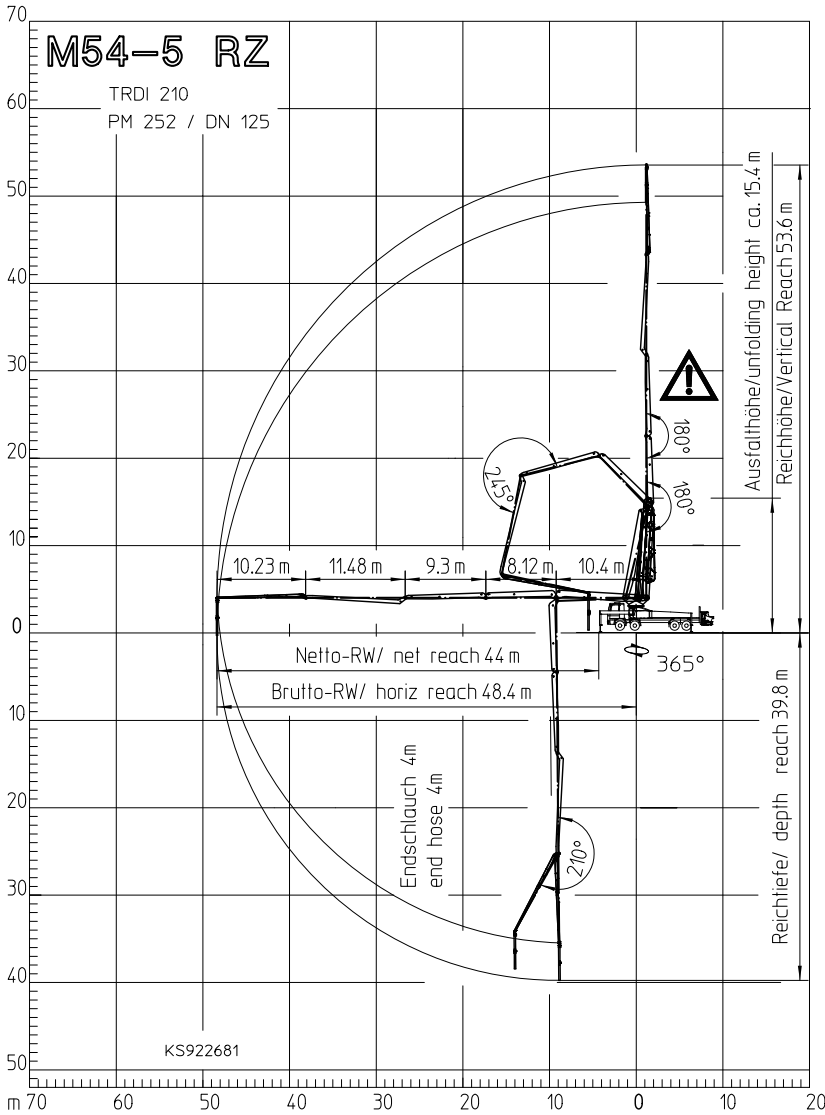 M54-5 RZ
TRDI 210
PM 252 / DN 125
70
60
50
40
30
20
10
0
10
20
30
40
50
Ausfalthöhe/unfolding height ca. 15.4 m
Reichhöhe/Vertical Reach 53.6 m
180°
180°
245°
10.23 m
11.48 m
9.3 m
8.12 m
10.4 m
Netto-RW/ net reach 44 m
365°
Brutto-RW/ horiz reach 48.4 m
Endschlauch 4m
end hose 4m
210°
Reichtiefe/ depth reach 39.8 m
KS922681
m 70 60 50 40 30 20 10 0 10 20